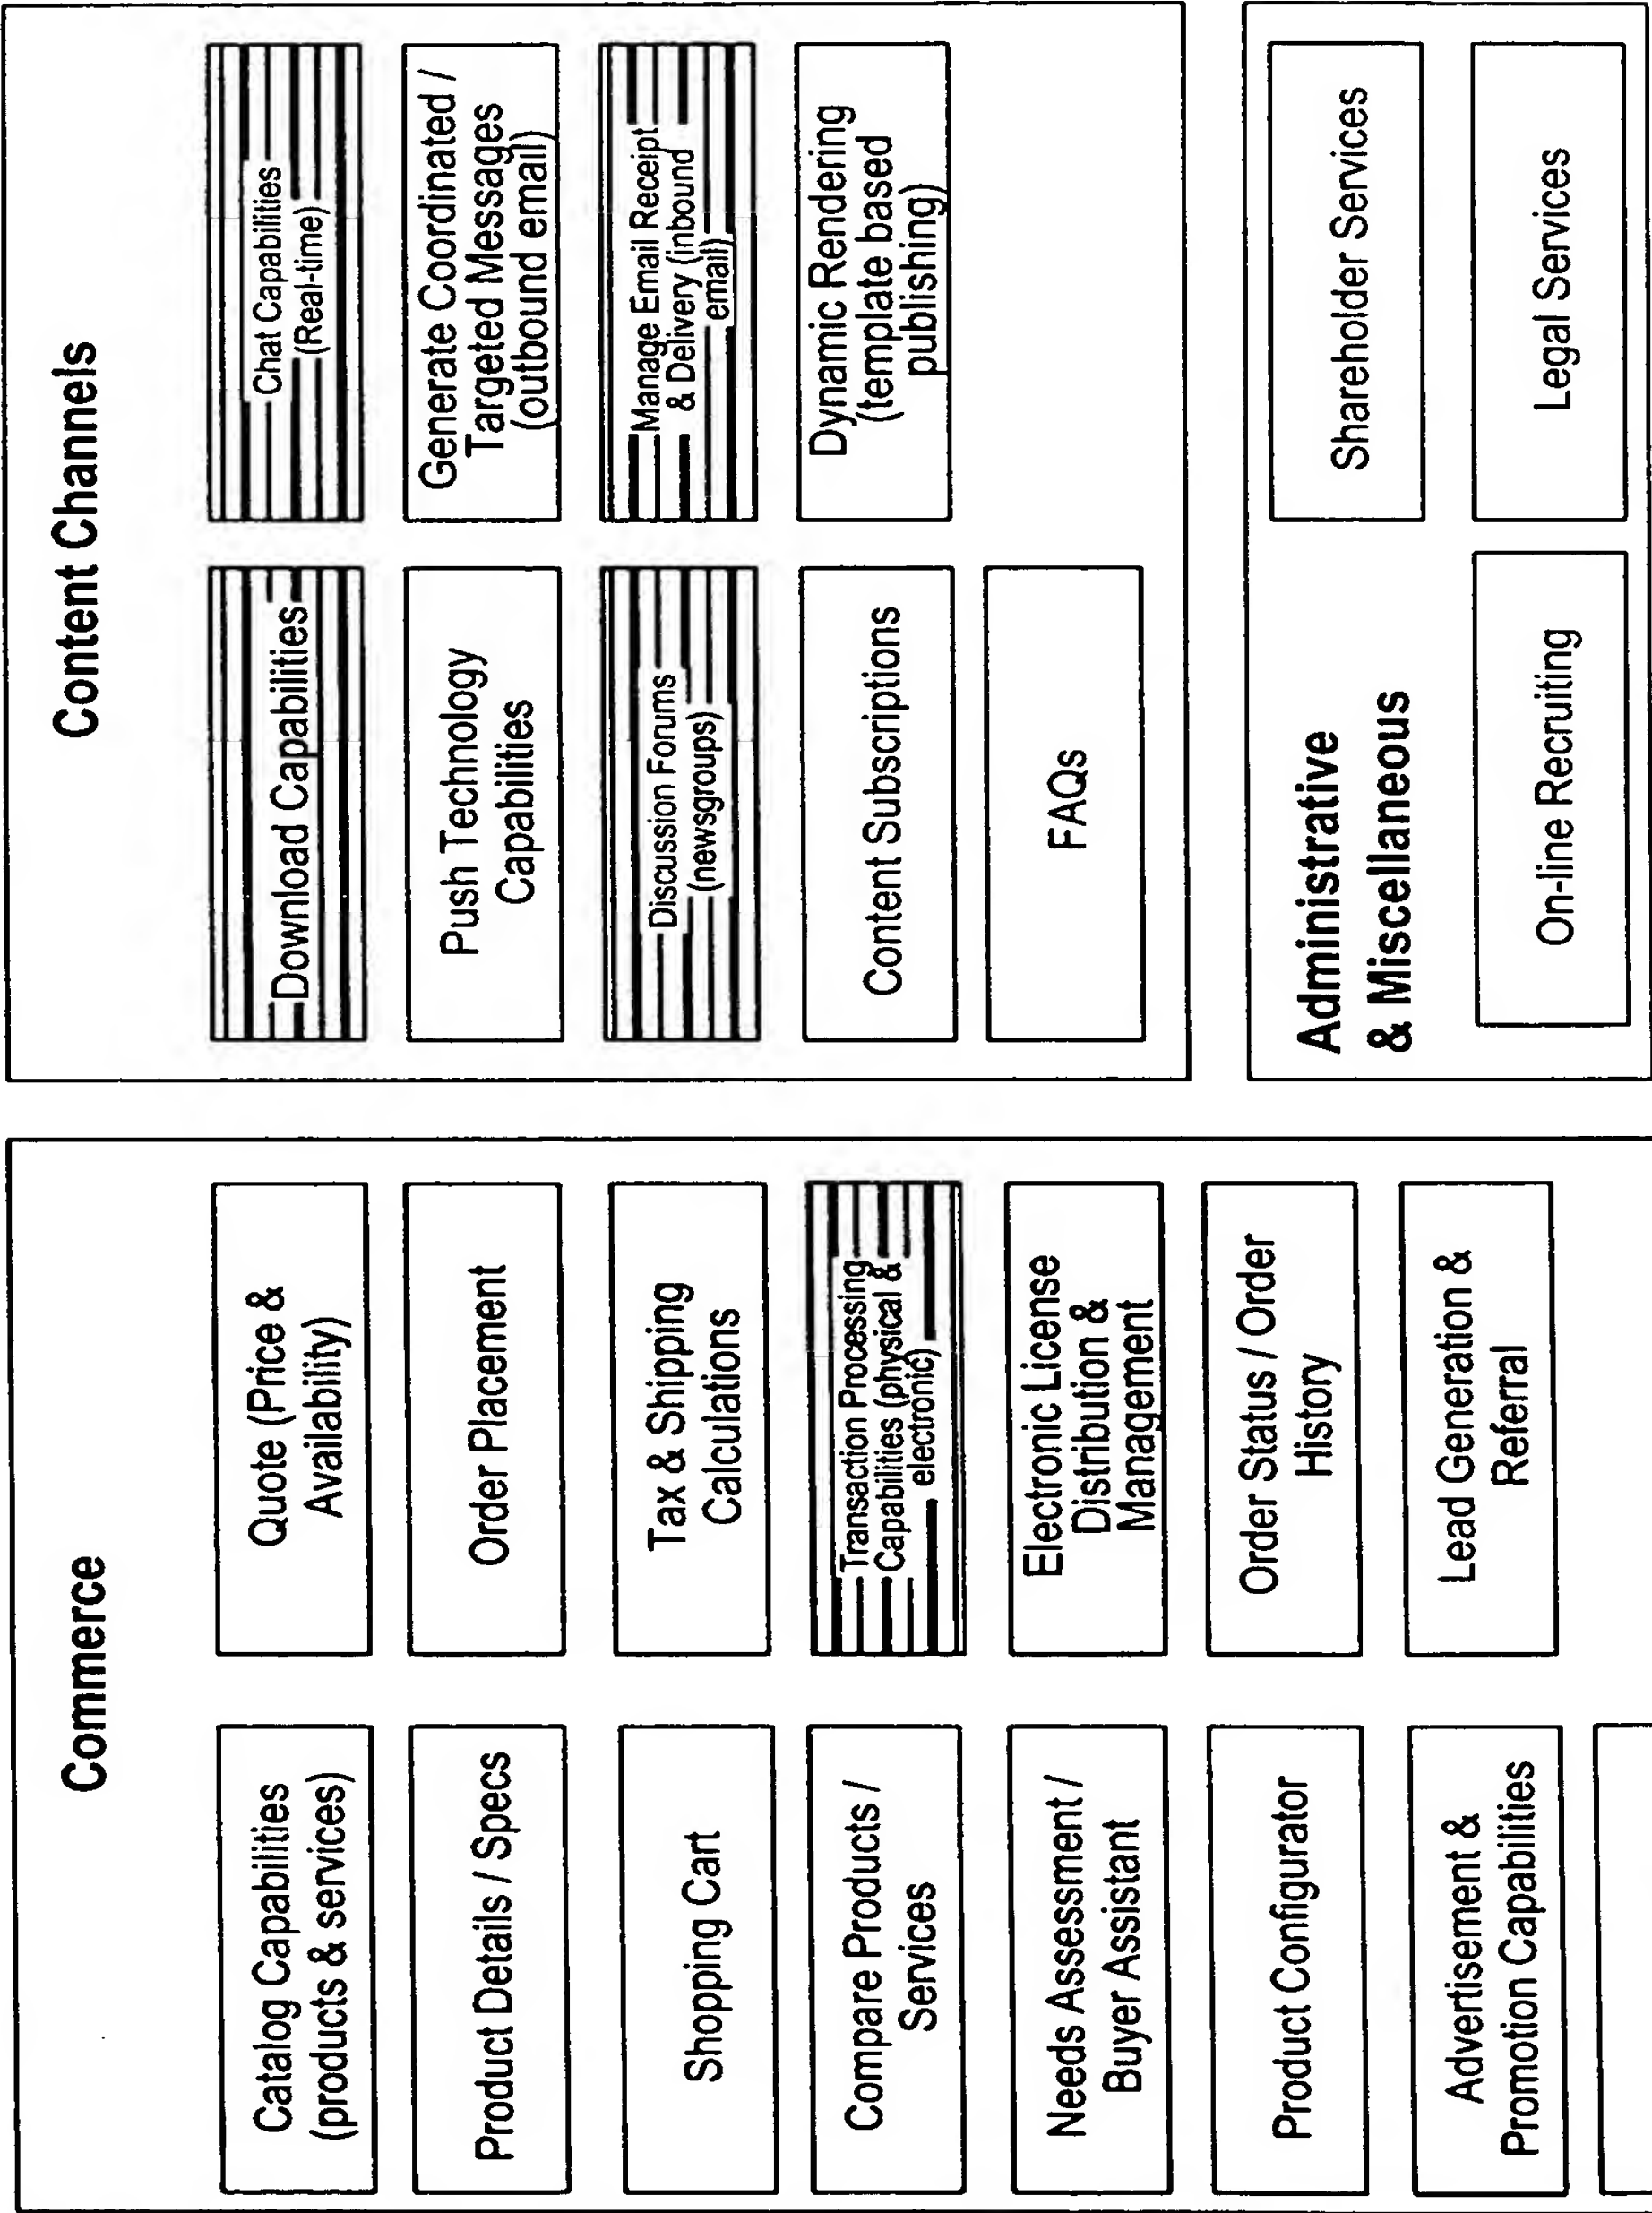 Commerce
Catalog Capabilities
(products & services)
Quote (Price &
Availability)
Product Details / Specs
Order Placement
Shopping Cart
Tax & Shipping
Calculations
Compare Products /
Services
Transaction Processing
Capabilities (physical &
electronic)
Needs Assessment /
Buyer Assistant
Electronic License
Distribution &
Management
Product Configurator
Order Status / Order
History
Advertisement &
Promotion Capabilities
Lead Generation &
Referral
Content Channels
Download Capabilities
Chat Capabilities
(Real-time)
Push Technology
Capabilities
Generate Coordinated /
Targeted Messages
(outbound email)
Discussion Forums
(newsgroups)
Manage Email Receipt
& Delivery (inbound
email)
Content Subscriptions
Dynamic Rendering
(template based
publishing)
FAQs
Administrative
& Miscellaneous
Shareholder Services
On-line Recruiting
Legal Services